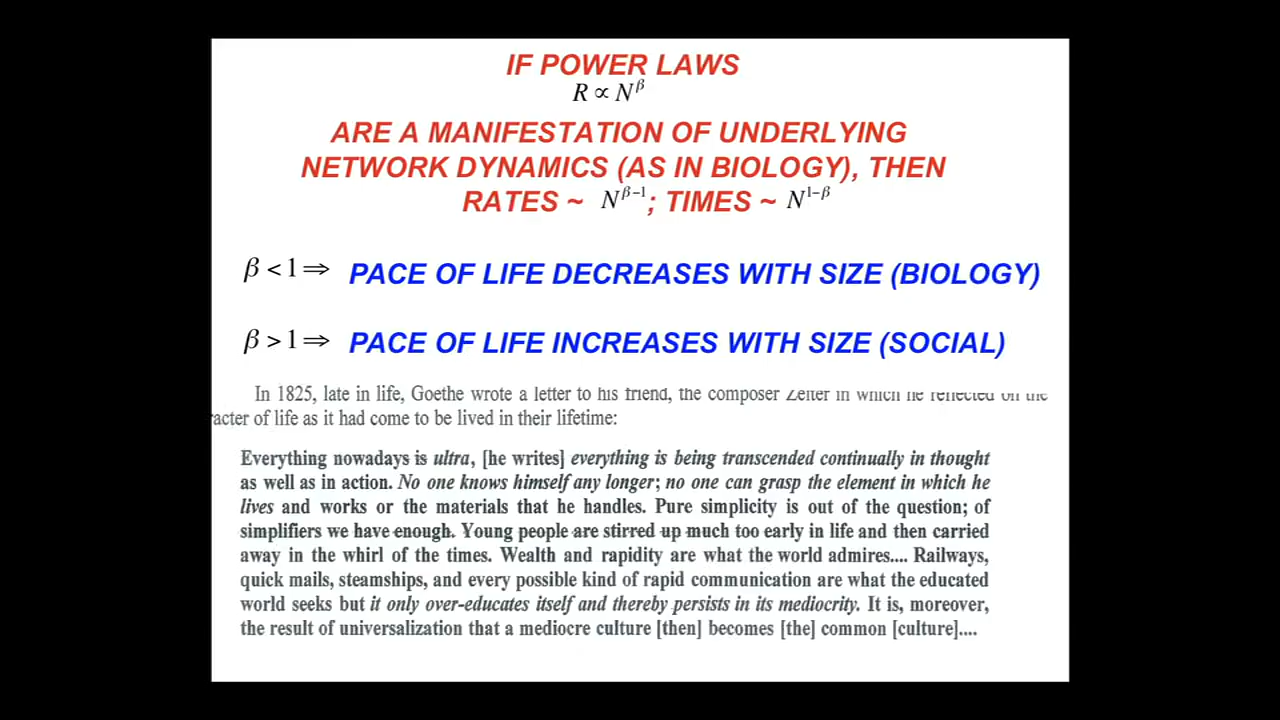 IF POWER LAWS
R ∝ N^β
ARE A MANIFESTATION OF UNDERLYING
NETWORK DYNAMICS (AS IN BIOLOGY), THEN
RATES ~ N^β−1; TIMES ~ N^1−β
β < 1 ⇒ PACE OF LIFE DECREASES WITH SIZE (BIOLOGY)
β > 1 ⇒ PACE OF LIFE INCREASES WITH SIZE (SOCIAL)
In 1825, late in life, Goethe wrote a letter to his friend, the composer Zelter in which he reflected on the
acter of life as it had come to be lived in their lifetime:
Everything nowadays is ultra, [he writes] everything is being transcended continually in thought
as well as in action. No one knows himself any longer; no one can grasp the element in which he
lives and works or the materials that he handles. Pure simplicity is out of the question; of
simplifiers we have enough. Young people are stirred up much too early in life and then carried
away in the whirl of the times. Wealth and rapidity are what the world admires.... Railways,
quick mails, steamships, and every possible kind of rapid communication are what the educated
world seeks but it only over-educates itself and thereby persists in its mediocrity. It is, moreover,
the result of universalization that a mediocre culture [then] becomes [the] common [culture]....